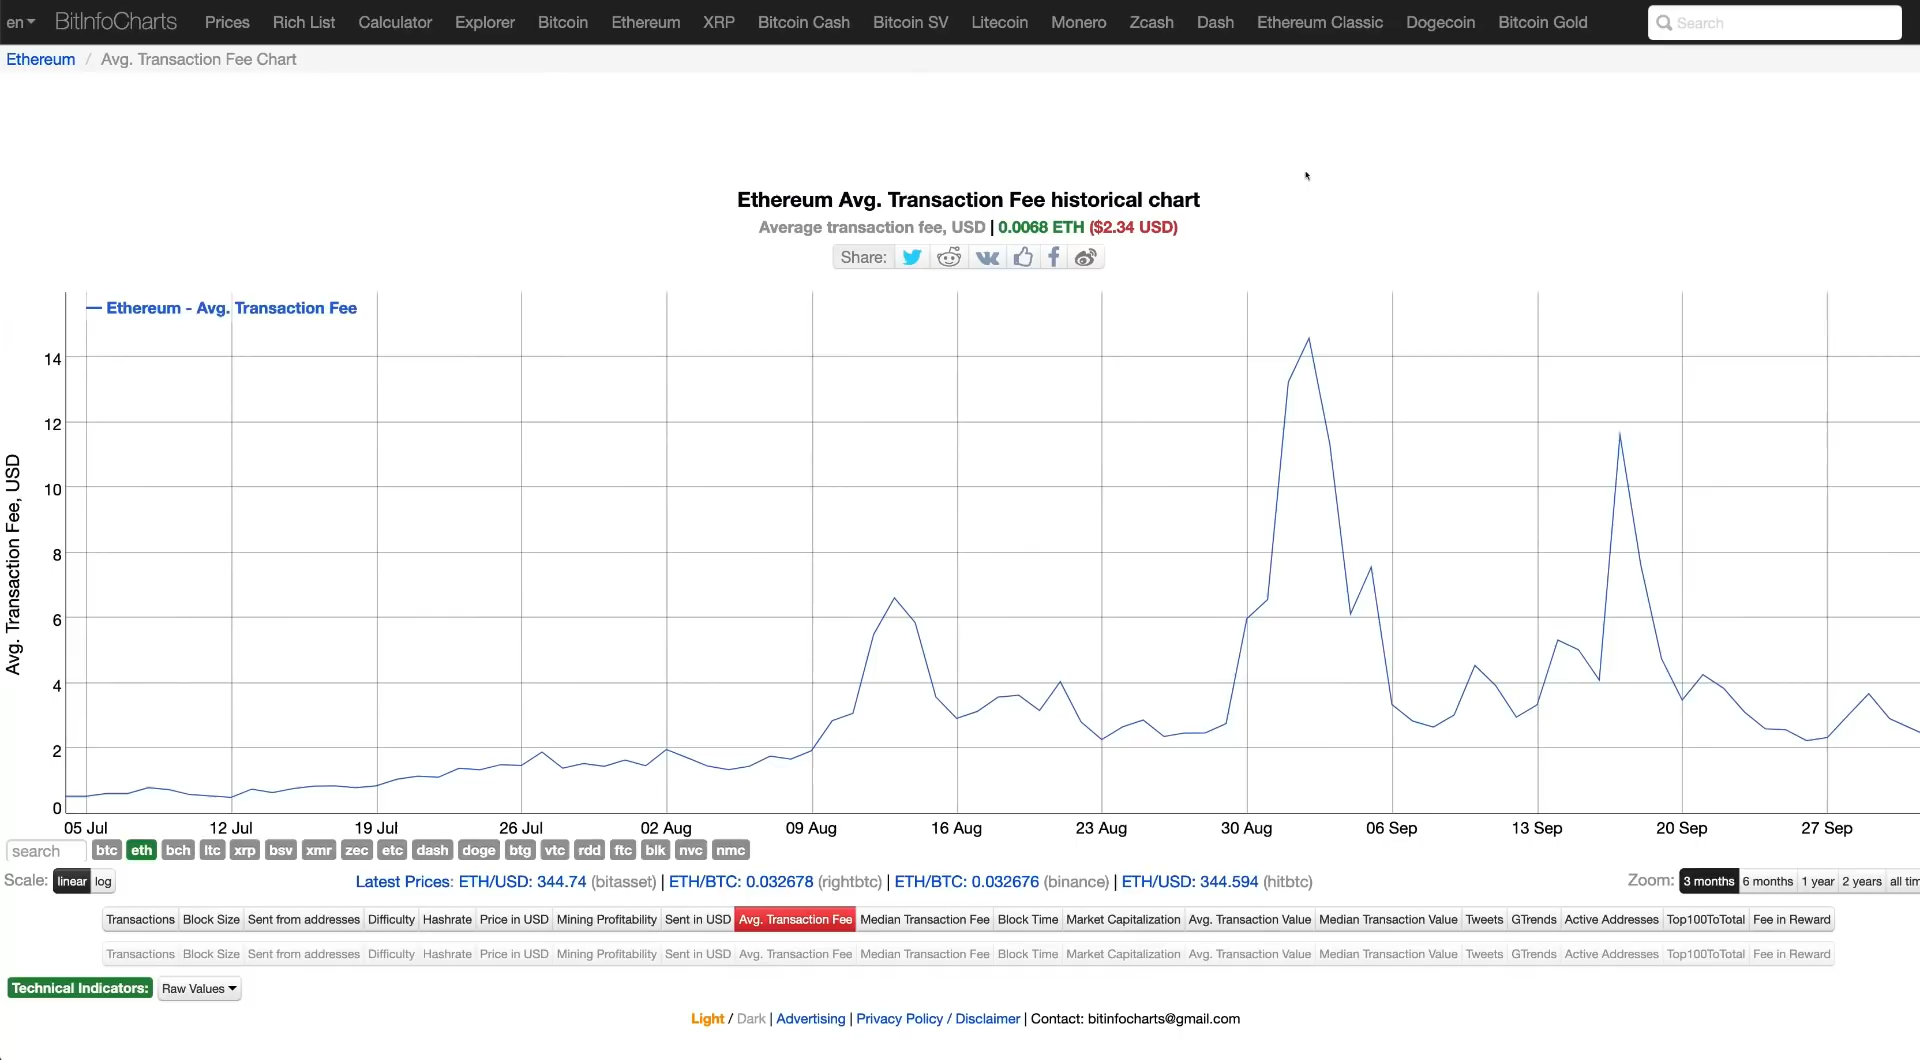 en BitInfoCharts Prices Rich List Calculator Explorer Bitcoin Ethereum XRP Bitcoin Cash Bitcoin SV Litecoin Monero Zcash Dash Ethereum Classic Dogecoin Bitcoin Gold Search
Ethereum / Avg. Transaction Fee Chart
Ethereum Avg. Transaction Fee historical chart
Average transaction fee, USD | 0.0068 ETH ($2.34 USD)
Share:
Ethereum - Avg. Transaction Fee
14
12
10
8
6
4
2
0
Avg. Transaction Fee, USD
05 Jul 12 Jul 19 Jul 26 Jul 02 Aug 09 Aug 16 Aug 23 Aug 30 Aug 06 Sep 13 Sep 20 Sep 27 Sep
search btc eth bch ltc xrp bsv xmr zec etc dash doge btg vtc rdd ftc blk nvc nmc
Scale: linear log Latest Prices: ETH/USD: 344.74 (bitasset) | ETH/BTC: 0.032678 (rightbtc) | ETH/BTC: 0.032676 (binance) | ETH/USD: 344.594 (hitbtc) Zoom: 3 months 6 months 1 year 2 years all tim
Transactions Block Size Sent from addresses Difficulty Hashrate Price in USD Mining Profitability Sent in USD Avg. Transaction Fee Median Transaction Fee Block Time Market Capitalization Avg. Transaction Value Median Transaction Value Tweets GTrends Active Addresses Top100ToTotal Fee in Reward
Transactions Block Size Sent from addresses Difficulty Hashrate Price in USD Mining Profitability Sent in USD Avg. Transaction Fee Median Transaction Fee Block Time Market Capitalization Avg. Transaction Value Median Transaction Value Tweets GTrends Active Addresses Top100ToTotal Fee in Reward
Technical Indicators: Raw Values
Light / Dark | Advertising | Privacy Policy / Disclaimer | Contact: bitinfocharts@gmail.com